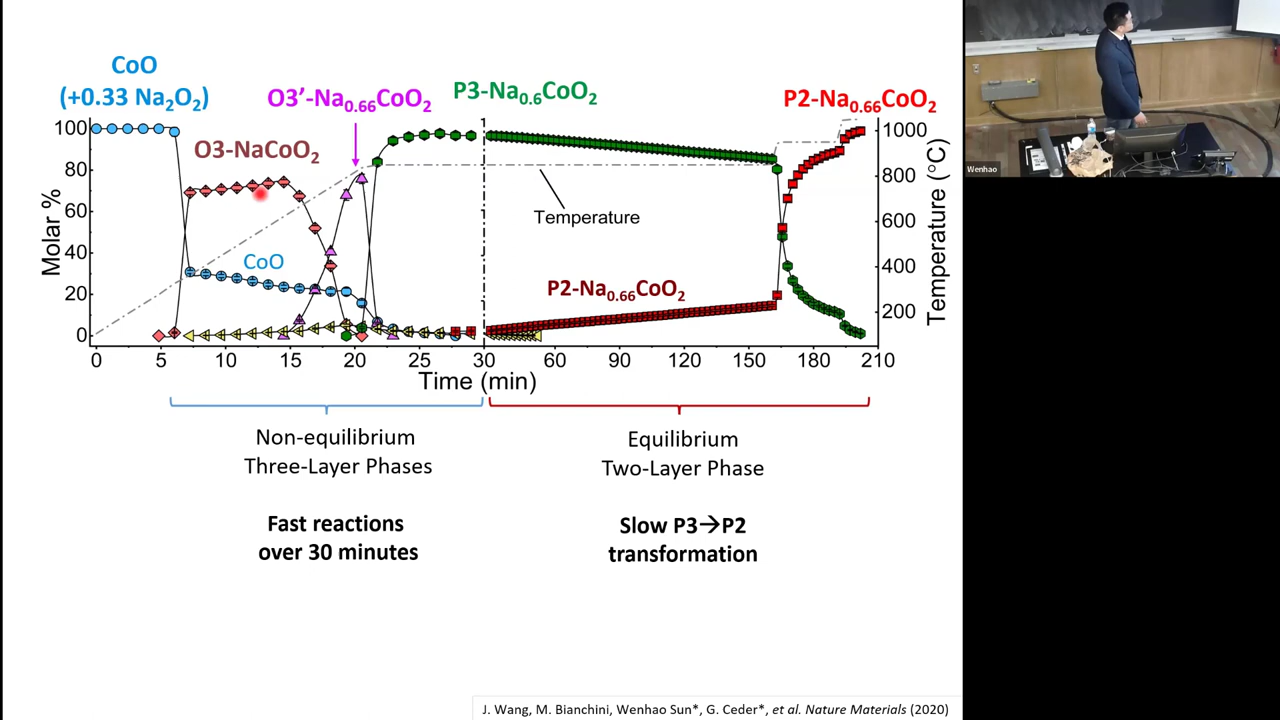 CoO
(+0.33 Na₂O₂)
O3’-Na₀.₆₆CoO₂
P3-Na₀.₆CoO₂
P2-Na₀.₆₆CoO₂
O3-NaCoO₂
CoO
Temperature
P2-Na₀.₆₆CoO₂
Molar %
100
80
60
40
20
0
1000
800
600
400
200
Temperature (°C)
0 5 10 15 20 25 30 60 90 120 150 180 210
Time (min)
Non-equilibrium
Three-Layer Phases
Equilibrium
Two-Layer Phase
Fast reactions
over 30 minutes
Slow P3→P2
transformation
J. Wang, M. Bianchini, Wenhao Sun*, G. Ceder*, et al. Nature Materials (2020)
Wenhao